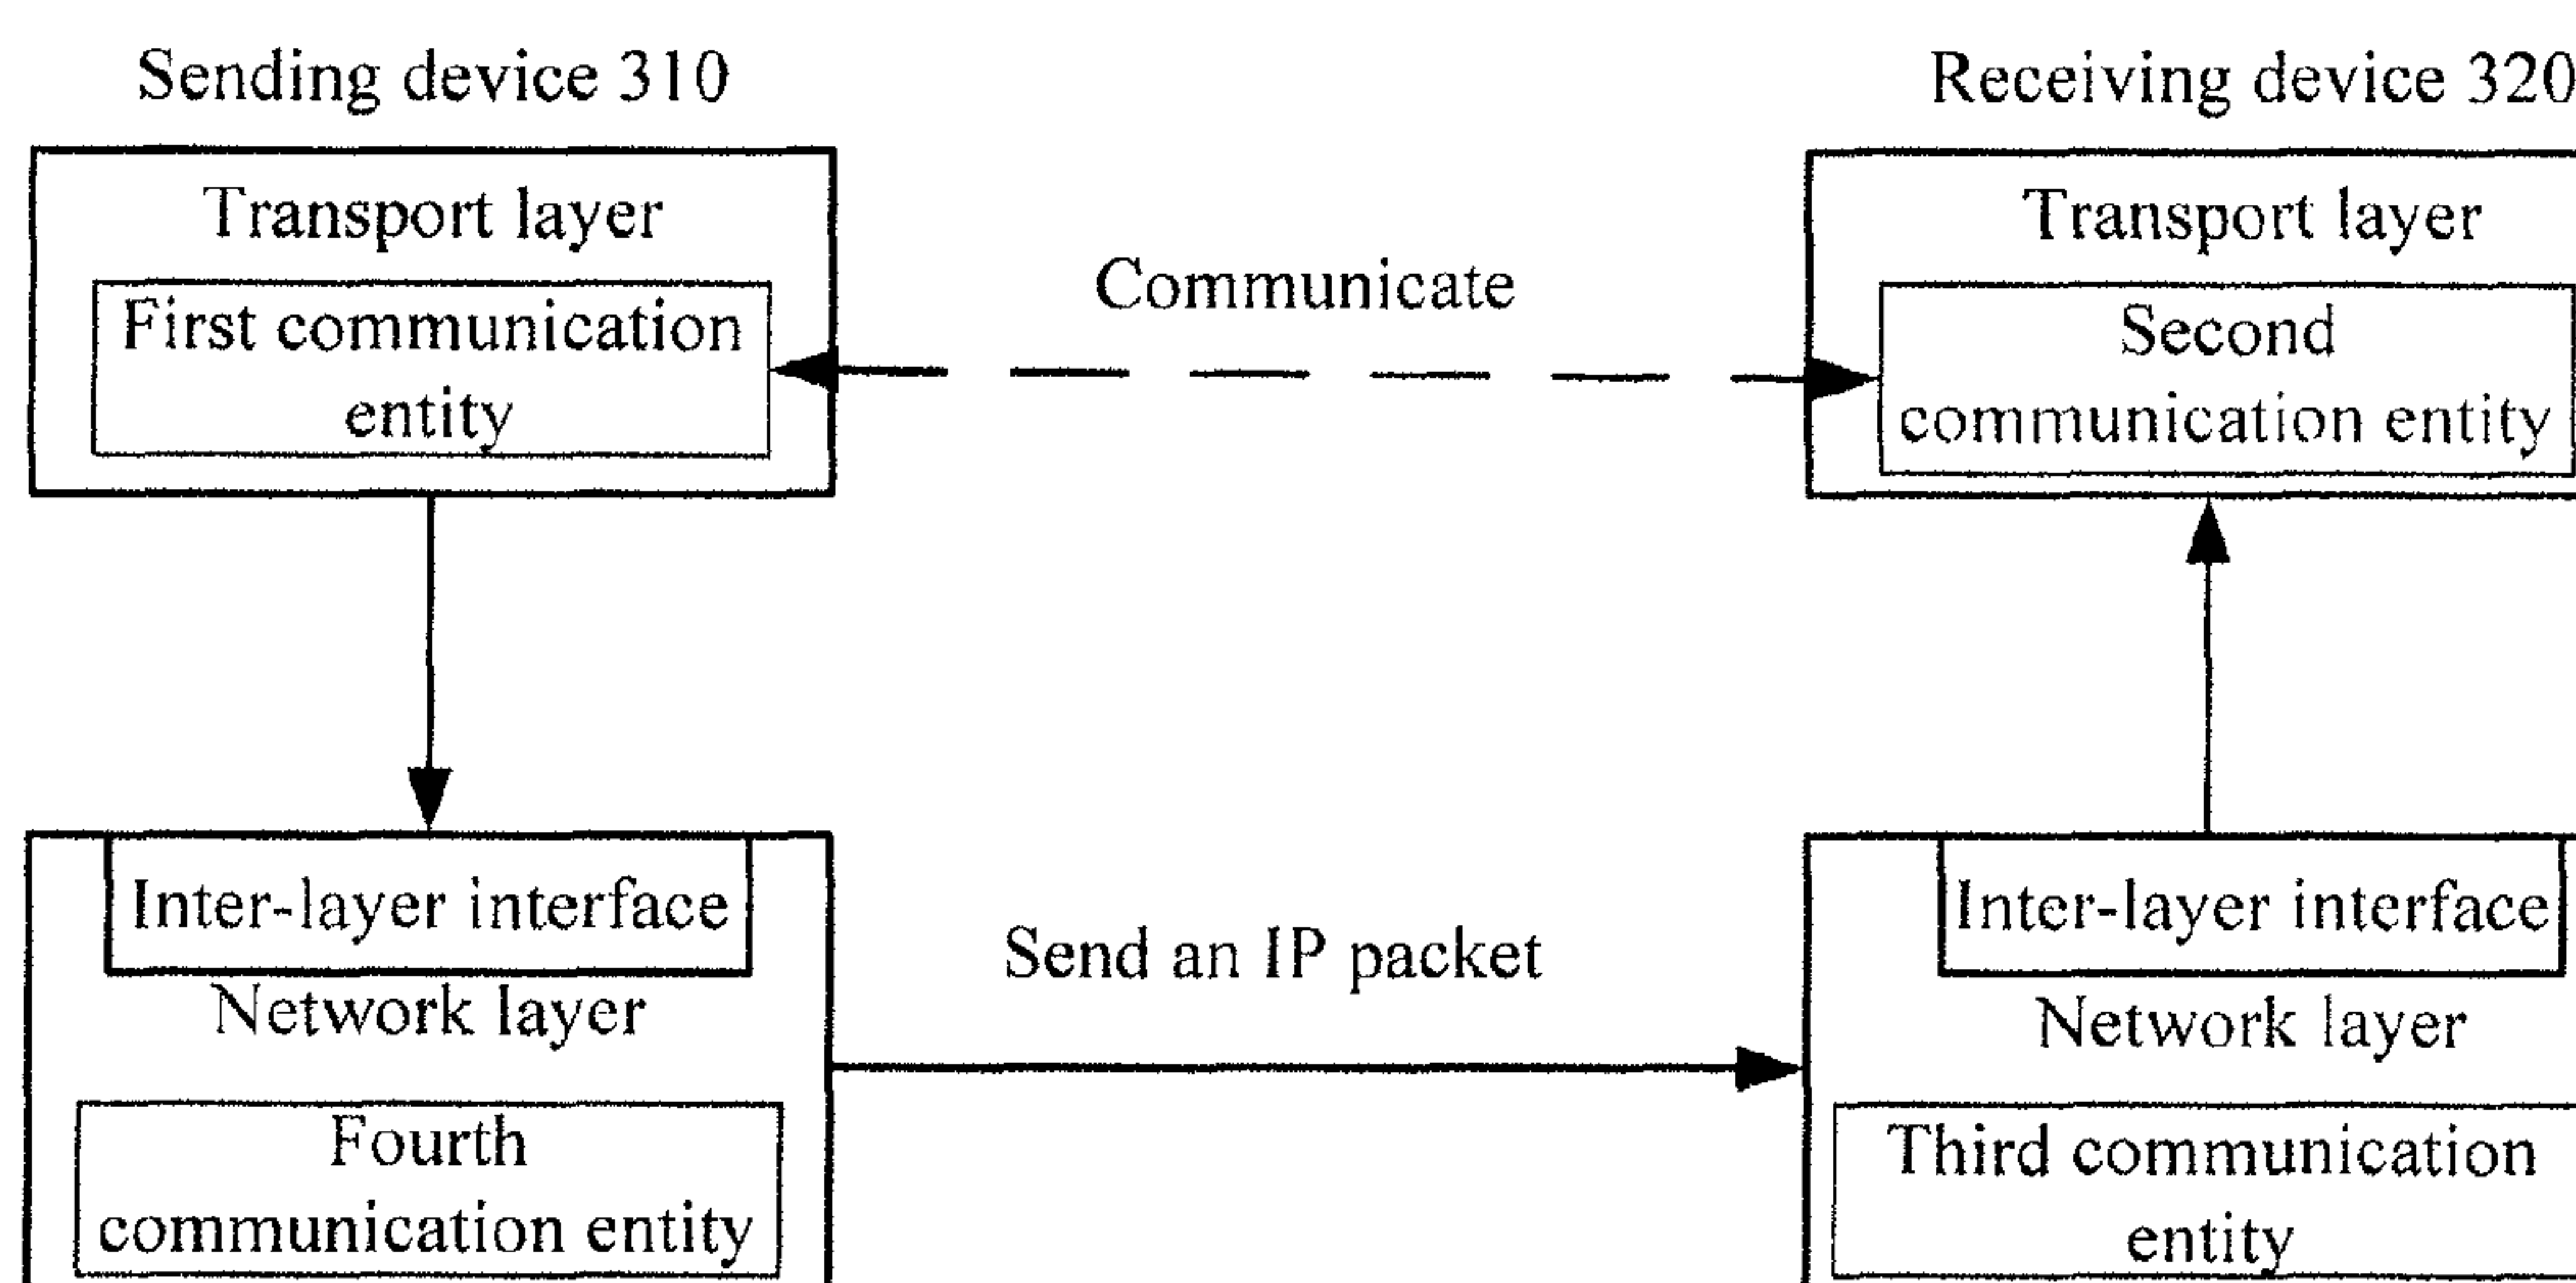 Sending device 310
Receiving device 320
Transport layer
First communication
entity
Communicate
Transport layer
Second
communication entity
Inter-layer interface
Network layer
Fourth
communication entity
Send an IP packet
Inter-layer interface
Network layer
Third communication
entity